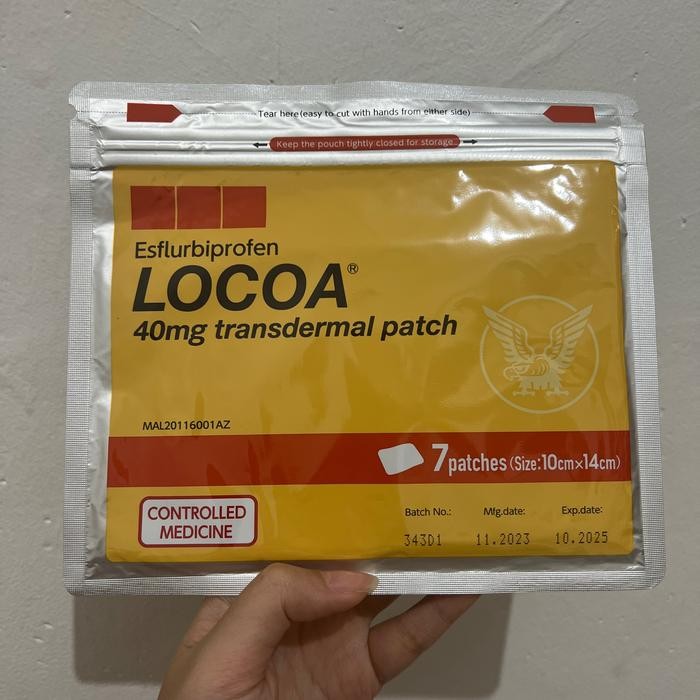 Tear here(easy to cut with hands from either side)
Keep the pouch tightly closed for storage.
Esflurbiprofen
LOCOA®
40mg transdermal patch
MAL20116001AZ
7 patches (Size:10cm×14cm)
CONTROLLED
MEDICINE
Batch No.: Mfg.date: Exp.date:
343D1 11.2023 10.2025